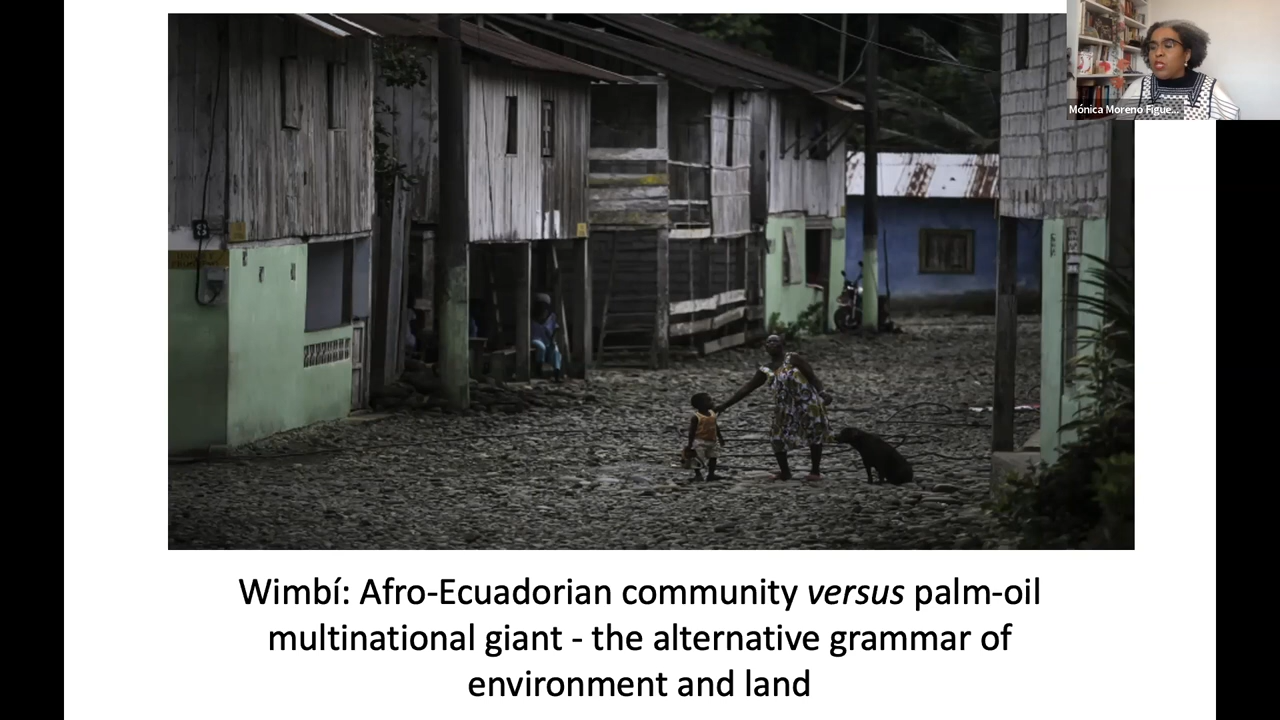 Mónica Moreno Figue...
Wimbí: Afro-Ecuadorian community versus palm-oil
multinational giant - the alternative grammar of
environment and land